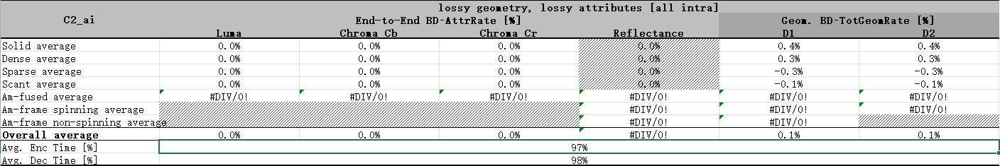 lossy geometry, lossy attributes [all intra]
C2_ai End-to-End BD-AttrRate [%] Geom. BD-TotGeomRate [%]
Luma Chroma Cb Chroma Cr Reflectance D1 D2
Solid average 0.0% 0.0% 0.0% 0.0% 0.4% 0.4%
Dense average 0.0% 0.0% 0.0% 0.0% 0.3% 0.3%
Sparse average 0.0% 0.0% 0.0% 0.0% -0.3% -0.3%
Scant average 0.0% 0.0% 0.0% 0.0% -0.1% -0.1%
Am-fused average #DIV/0! #DIV/0! #DIV/0! #DIV/0! #DIV/0! #DIV/0!
Am-frame spinning average #DIV/0! #DIV/0! #DIV/0!
Am-frame non-spinning average #DIV/0! #DIV/0!
Overall average 0.0% 0.0% 0.0% #DIV/0! 0.1% 0.1%
Avg. Enc Time [%] 97%
Avg. Dec Time [%] 98%